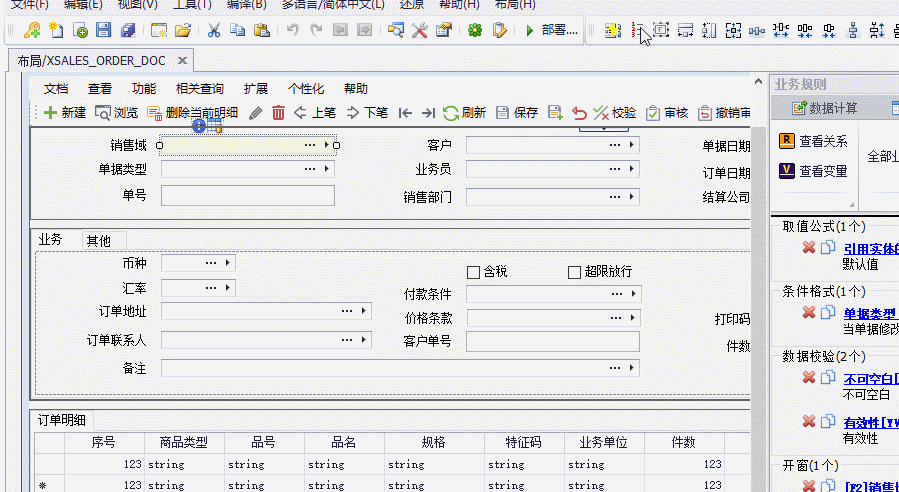 文件(F) 编辑(E) 视图(V) 工具(T) 编译(B) 多语言/简体中文(L) 还原 帮助(H) 布局(H)
部署....
布局/XSALES_ORDER_DOC
文档 查看 功能 相关查询 扩展 个性化 帮助
新建 浏览 删除当前明细 上笔 下笔 刷新 保存 校验 审核 撤销审
销售域 客户 单据日期
单据类型 业务员 订单日期
单号 销售部门 结算公司
业务 其他
币种 含税 超限放行
汇率 付款条件
订单地址 价格条款 打印码
订单联系人 客户单号 件数
备注
订单明细
序号 商品类型 品号 品名 规格 特征码 业务单位 件数
123 string string string string string string 123
* 123 string string string string string string 123
业务规则
数据计算
查看关系
查看变量
全部业
取值公式(1个)
引用实体的
默认值
条件格式(1个)
单据类型
当单据修改
数据校验(2个)
不可空白[
不可空白
有效性[YV
有效性
开窗(1个)
[F2]销售域